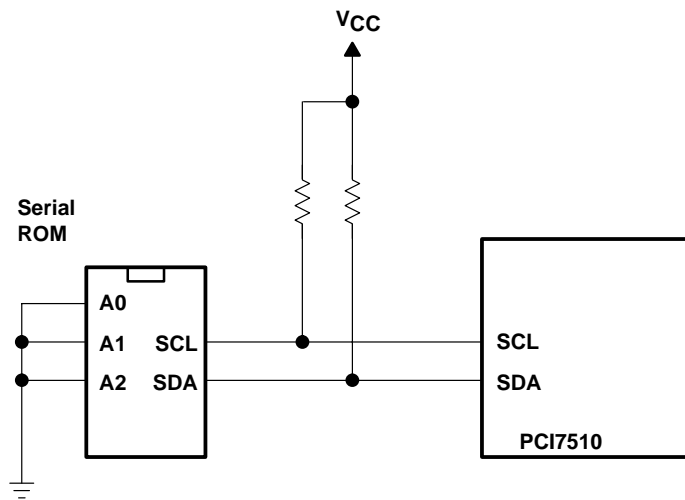 VCC
Serial
ROM
A0
A1 SCL
A2 SDA
SCL
SDA
PCI7510